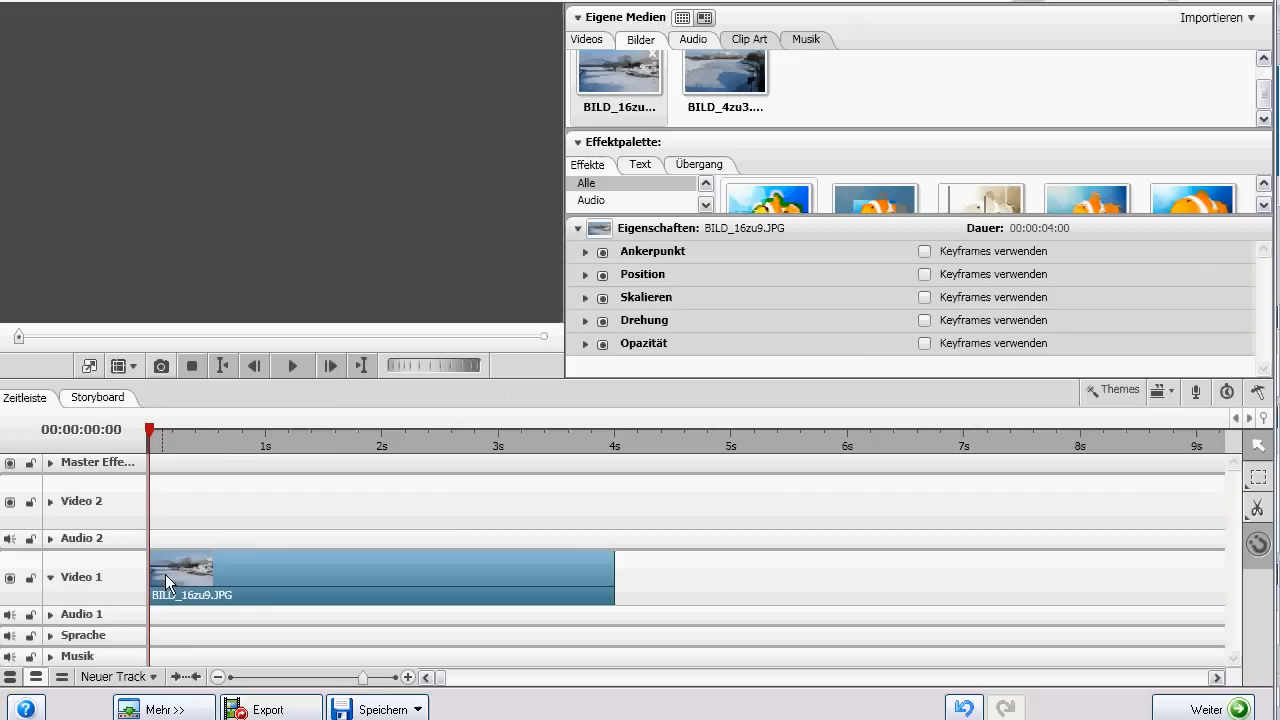 Eigene Medien
Importieren
Videos Bilder Audio Clip Art Musik
BILD_16zu... BILD_4zu3....
Effektpalette:
Effekte Text Übergang
Alle
Audio
Eigenschaften: BILD_16zu9.JPG Dauer: 00:00:04:00
Ankerpunkt Keyframes verwenden
Position Keyframes verwenden
Skalieren Keyframes verwenden
Drehung Keyframes verwenden
Opazität Keyframes verwenden
Zeitleiste Storyboard Themes
00:00:00:00
1s 2s 3s 4s 5s 6s 7s 8s 9s
Master Effe...
Video 2
Audio 2
Video 1
BILD_16zu9.JPG
Audio 1
Sprache
Musik
Neuer Track
? Mehr >> Export Speichern Weiter